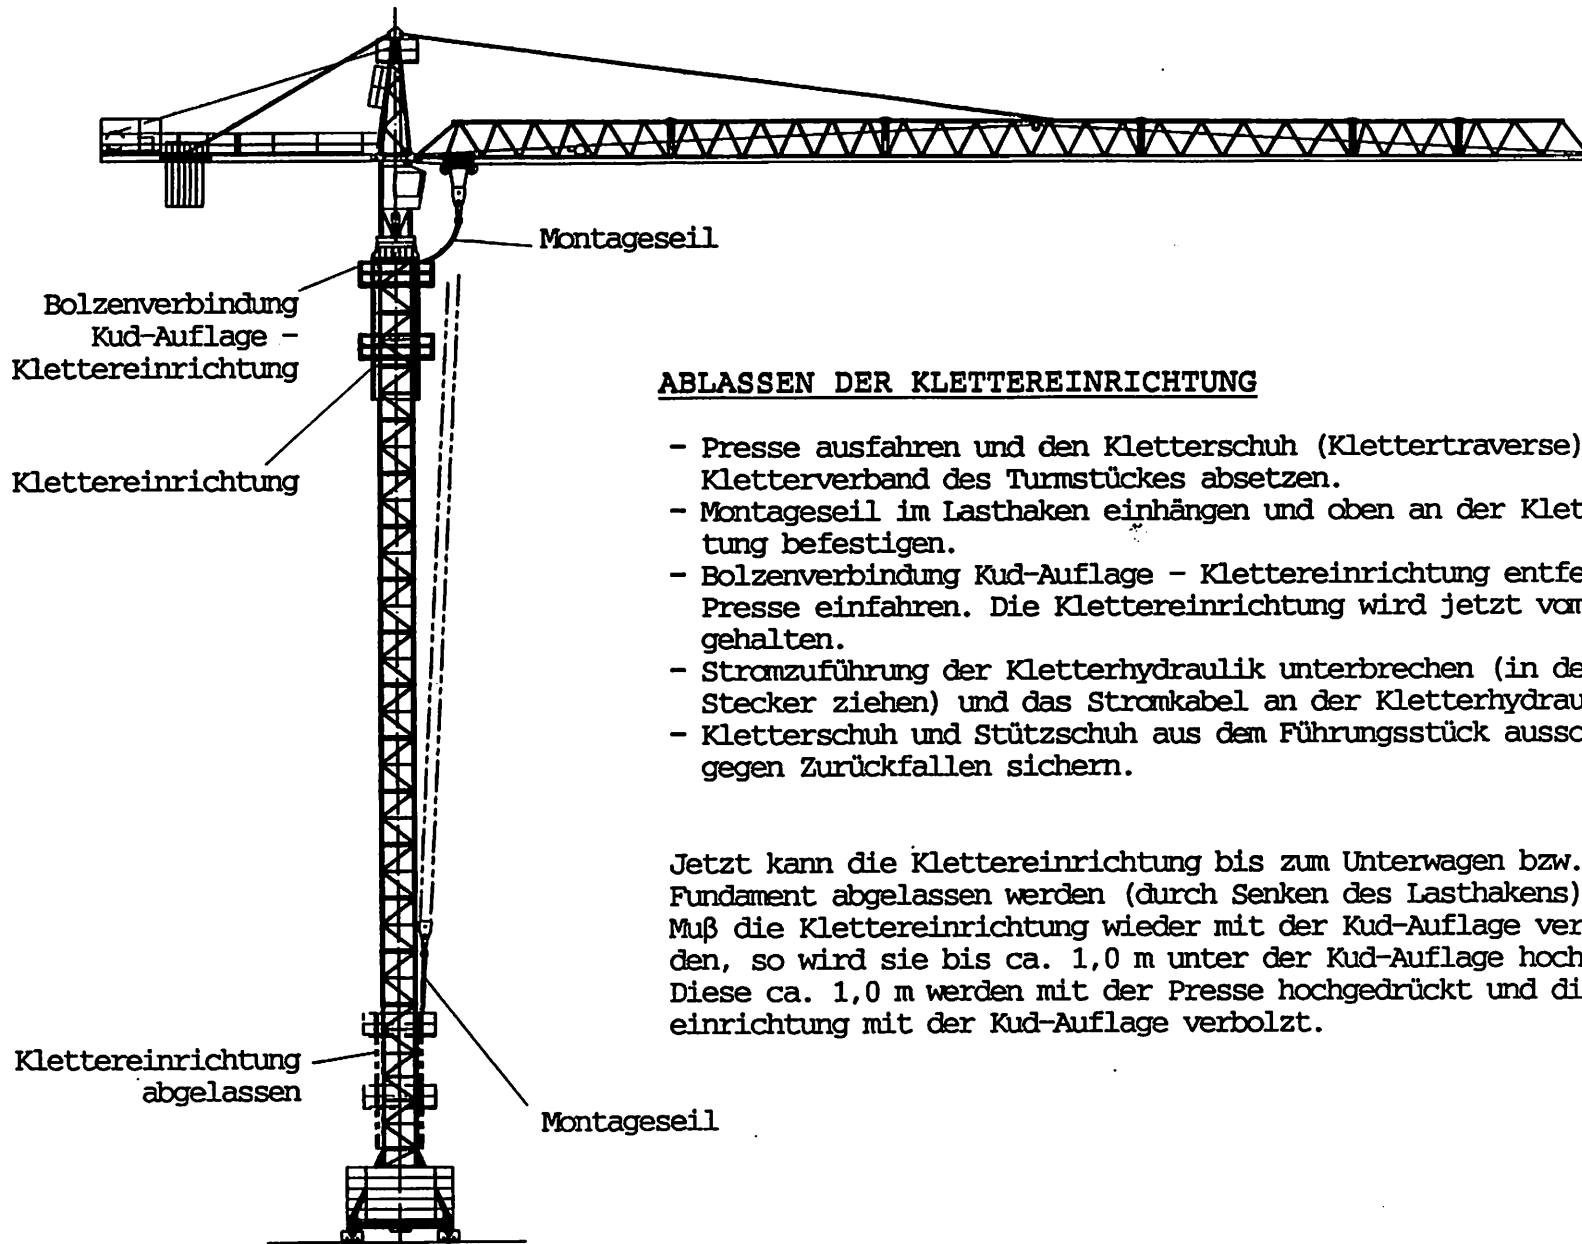 Montageseil
Bolzenverbindung
Kud-Auflage -
Klettereinrichtung
Klettereinrichtung
ABLASSEN DER KLETTEREINRICHTUNG
- Presse ausfahren und den Kletterschuh (Klettertraverse)
Kletterverband des Turmstückes absetzen.
- Montageseil im Lasthaken einhängen und oben an der Klet
tung befestigen.
- Bolzenverbindung Kud-Auflage - Klettereinrichtung entfe
Presse einfahren. Die Klettereinrichtung wird jetzt vom
gehalten.
- Stromzuführung der Kletterhydraulik unterbrechen (in de
Stecker ziehen) und das Stromkabel an der Kletterhydrau
- Kletterschuh und Stützschuh aus dem Führungsstück aussc
gegen Zurückfallen sichern.
Jetzt kann die Klettereinrichtung bis zum Unterwagen bzw.
Fundament abgelassen werden (durch Senken des Lasthakens)
Muß die Klettereinrichtung wieder mit der Kud-Auflage ver
den, so wird sie bis ca. 1,0 m unter der Kud-Auflage hoch
Diese ca. 1,0 m werden mit der Presse hochgedrückt und di
einrichtung mit der Kud-Auflage verbolzt.
Klettereinrichtung
abgelassen
Montageseil